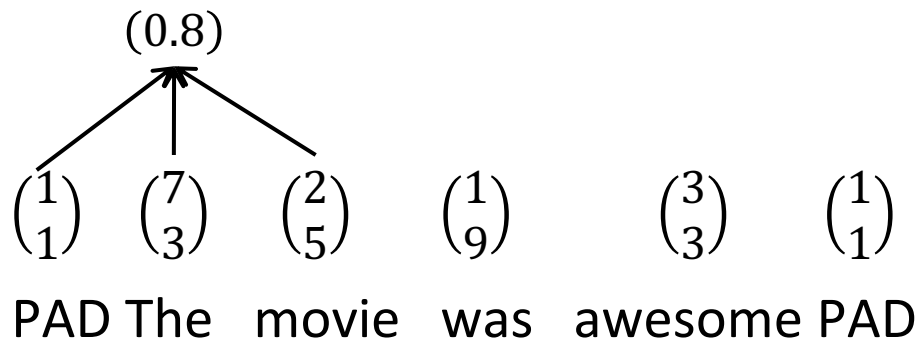 (0.8)
(1 1) (7 3) (2 5) (1 9) (3 3) (1 1)
PAD The movie was awesome PAD